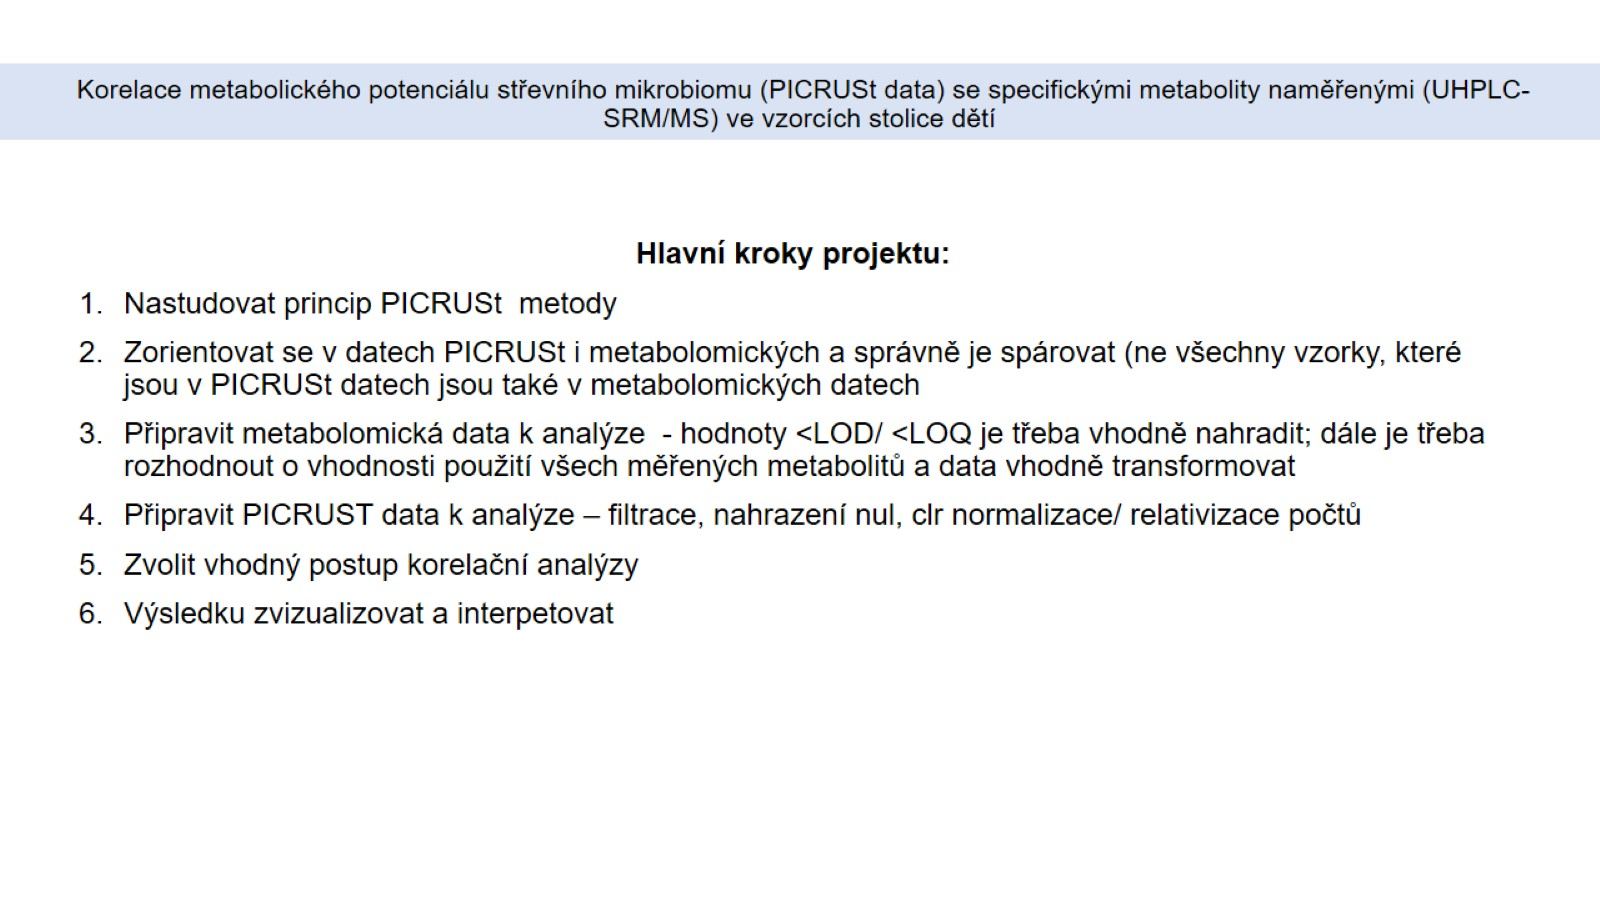 Korelace metabolického potenciálu střevního mikrobiomu (PICRUSt data) se specifickými metabolity naměřenými (UHPLC-
SRM/MS) ve vzorcích stolice dětí
Hlavní kroky projektu:
1. Nastudovat princip PICRUSt  metody
2. Zorientovat se v datech PICRUSt i metabolomických a správně je spárovat (ne všechny vzorky, které
jsou v PICRUSt datech jsou také v metabolomických datech
3. Připravit metabolomická data k analýze  - hodnoty <LOD/ <LOQ je třeba vhodně nahradit; dále je třeba
rozhodnout o vhodnosti použití všech měřených metabolitů a data vhodně transformovat
4. Připravit PICRUST data k analýze – filtrace, nahrazení nul, clr normalizace/ relativizace počtů
5. Zvolit vhodný postup korelační analýzy
6. Výsledku zvizualizovat a interpetovat